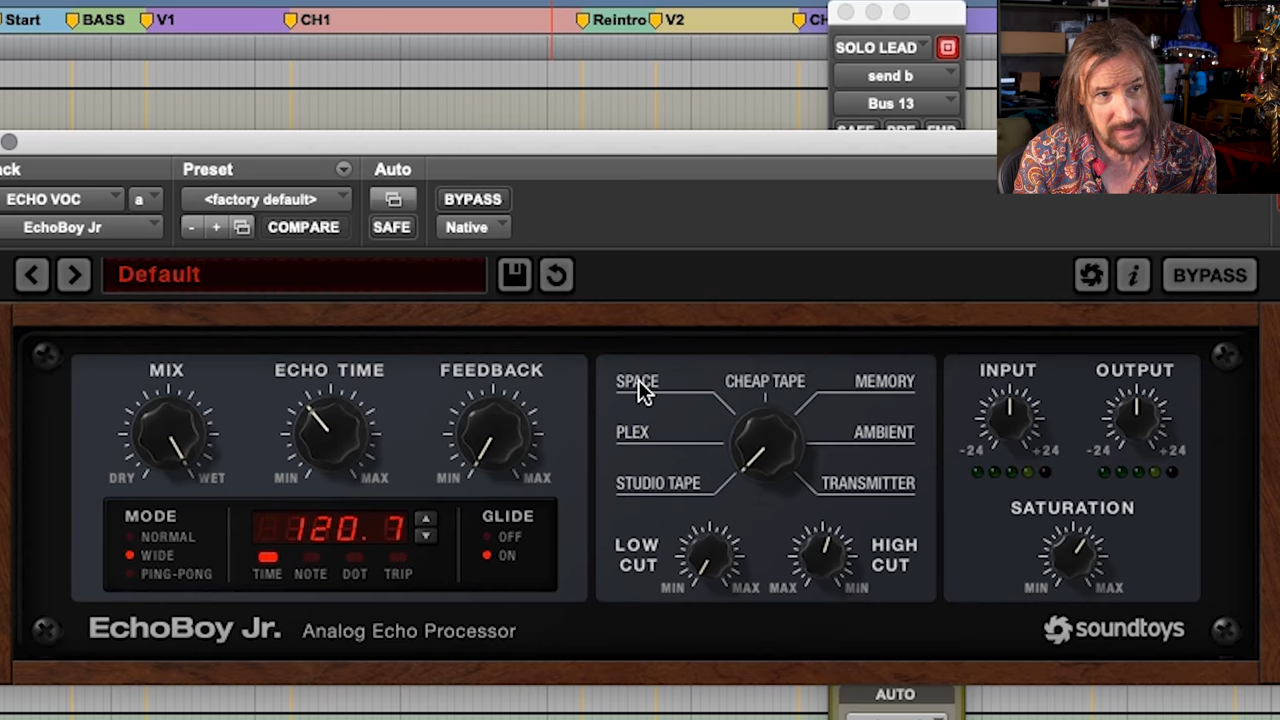 Start BASS V1 CH1 Reintro V2 CH
SOLO LEAD
send b
Bus 13
SAFE PRE FMP
ck Preset Auto
ECHO VOC a <factory default> BYPASS
EchoBoy Jr - + COMPARE SAFE Native
Default i BYPASS
MIX ECHO TIME FEEDBACK
DRY WET MIN MAX MIN MAX
MODE
NORMAL
WIDE
PING-PONG
120.7
TIME NOTE DOT TRIP
GLIDE
OFF
ON
SPACE CHEAP TAPE MEMORY
PLEX AMBIENT
STUDIO TAPE TRANSMITTER
LOW CUT
MIN MAX
HIGH CUT
MAX MIN
INPUT OUTPUT
-24 +24 -24 +24
SATURATION
MIN MAX
EchoBoy Jr. Analog Echo Processor soundtoys
AUTO